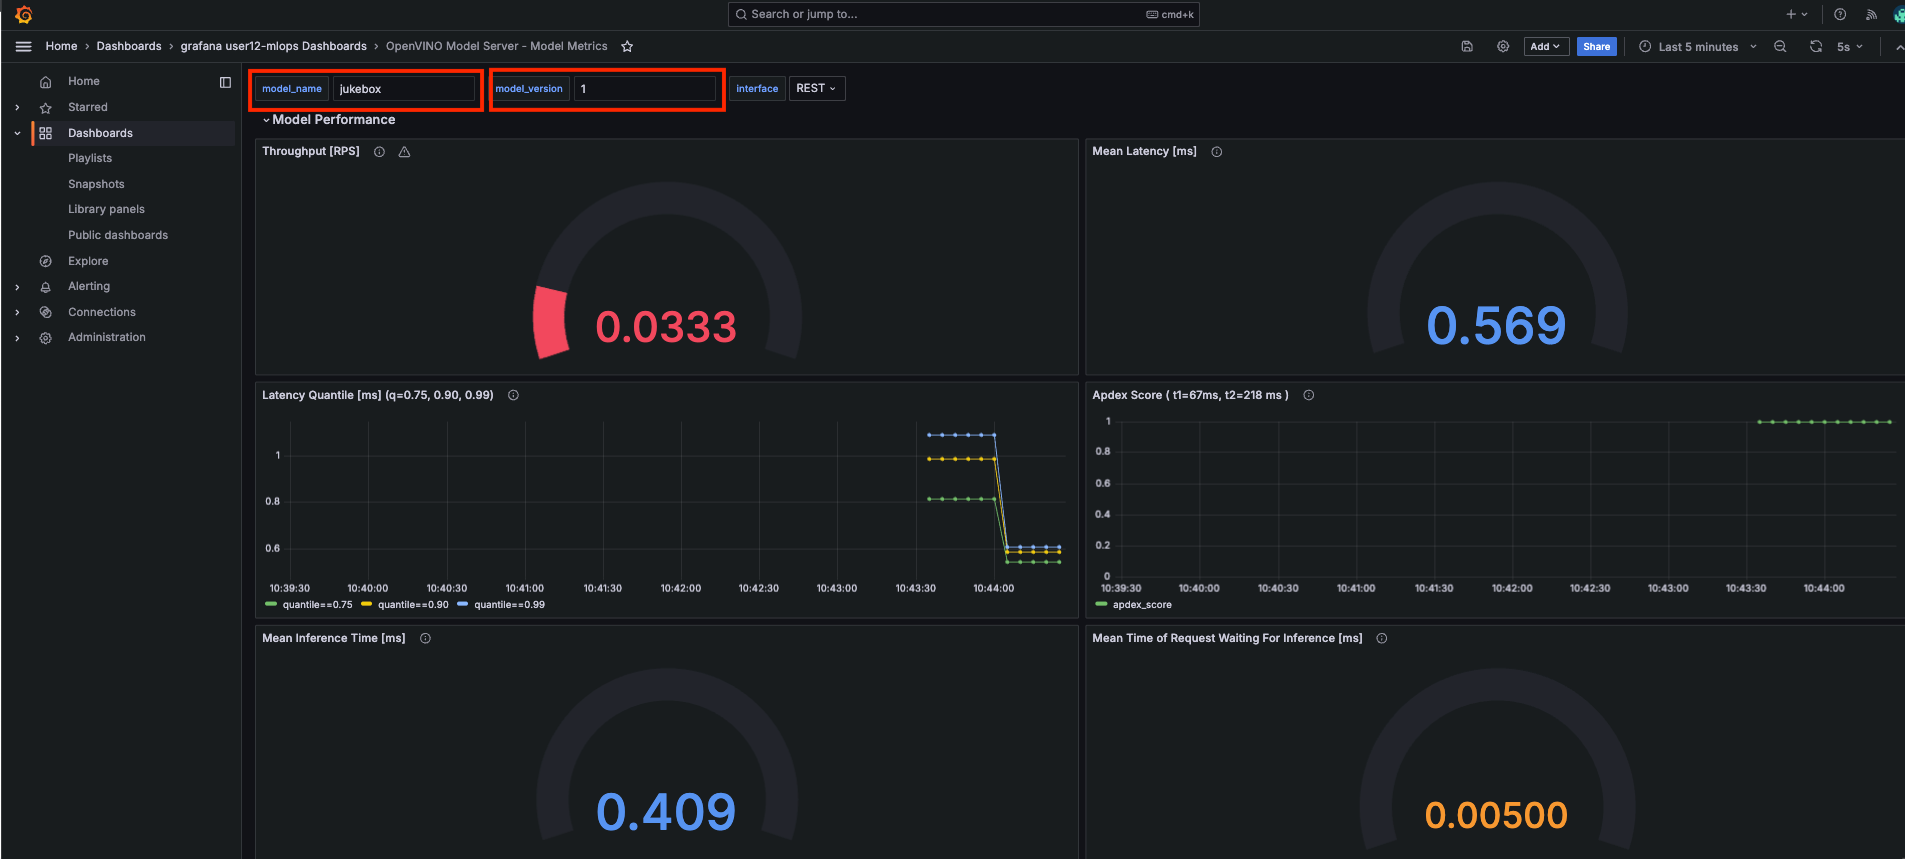 Search or jump to...
cmd+k
Home › Dashboards › grafana user12-mlops Dashboards › OpenVINO Model Server - Model Metrics
Add
Share
Last 5 minutes
5s
Home
Starred
Dashboards
Playlists
Snapshots
Library panels
Public dashboards
Explore
Alerting
Connections
Administration
model_name jukebox model_version 1 interface REST
Model Performance
Throughput [RPS]
0.0333
Mean Latency [ms]
0.569
Latency Quantile [ms] (q=0.75, 0.90, 0.99)
1
0.8
0.6
10:39:30 10:40:00 10:40:30 10:41:00 10:41:30 10:42:00 10:42:30 10:43:00 10:43:30 10:44:00
quantile==0.75 quantile==0.90 quantile==0.99
Apdex Score ( t1=67ms, t2=218 ms )
1
0.8
0.6
0.4
0.2
0
10:39:30 10:40:00 10:40:30 10:41:00 10:41:30 10:42:00 10:42:30 10:43:00 10:43:30 10:44:00
apdex_score
Mean Inference Time [ms]
0.409
Mean Time of Request Waiting For Inference [ms]
0.00500